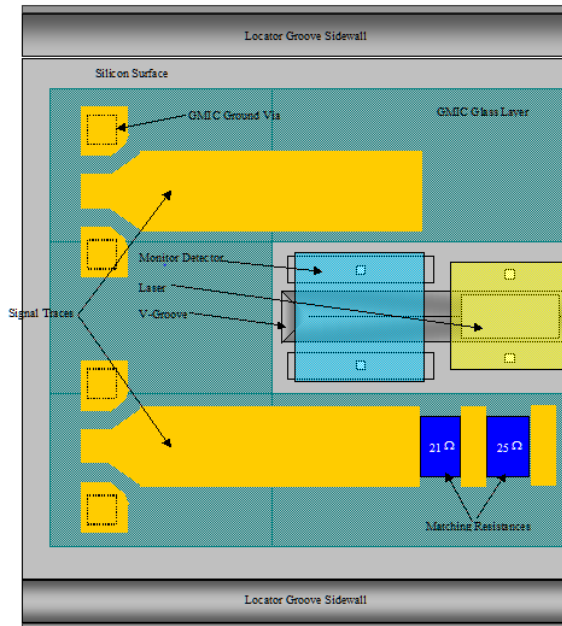 Locator Groove Sidewall
Silicon Surface
GMIC Ground Via
GMIC Glass Layer
Monitor Detector
Laser
Signal Traces
V-Groove
21 Ω
25 Ω
Matching Resistances
Locator Groove Sidewall